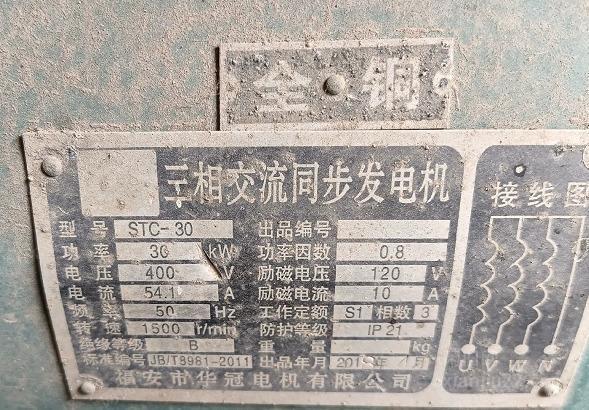 全铜
三相交流同步发电机
接线图
型号 STC-30 出品编号
功率 30 kW 功率因数 0.8
电压 400 V 励磁电压 120 V
电流 54.1 A 励磁电流 10 A
频率 50 Hz 工作定额 S1 相数 3
转速 1500 r/min 防护等级 IP21
绝缘等级 B 重量 kg
标准编号 JB/T8981-2011 出品年月 月
U V W N
福安市华冠电机有限公司